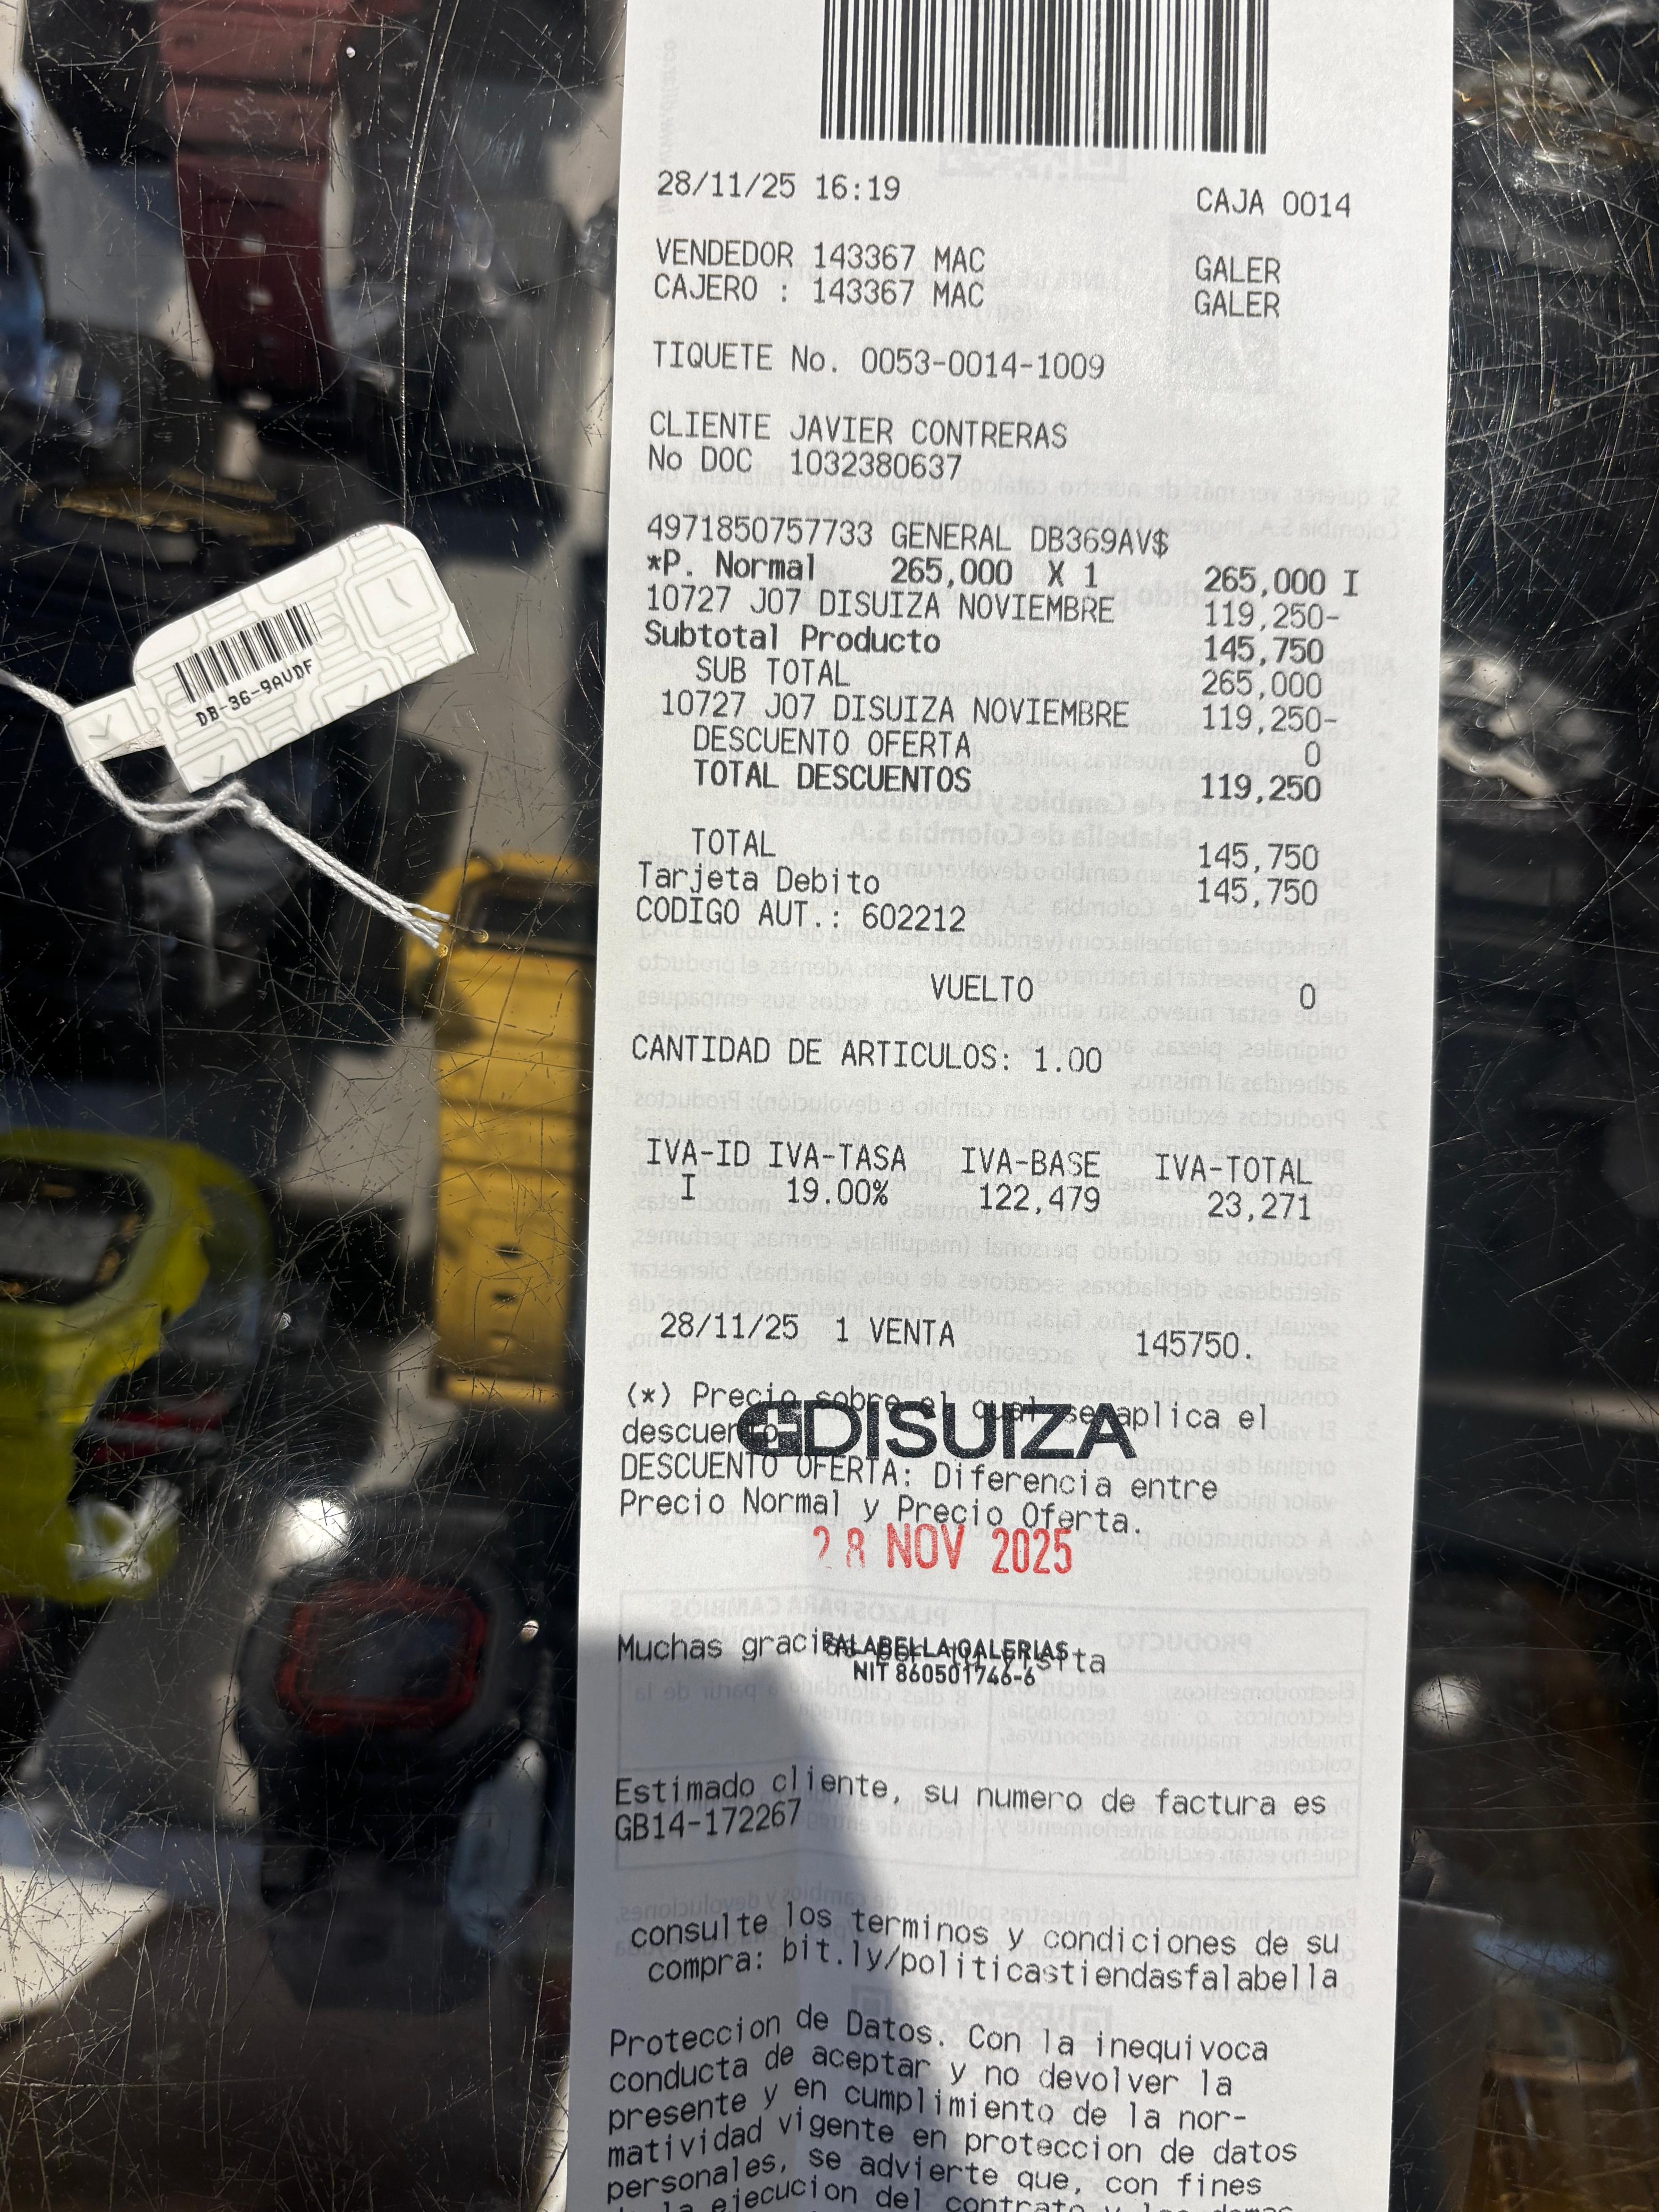 28/11/25 16:19 CAJA 0014
VENDEDOR 143367 MAC GALER
CAJERO : 143367 MAC GALER
TIQUETE No. 0053-0014-1009
CLIENTE JAVIER CONTRERAS
No DOC 1032380637
4971850757733 GENERAL DB369AV$
*P. Normal 265,000 X 1 265,000 I
10727 J07 DISUIZA NOVIEMBRE 119,250-
Subtotal Producto 145,750
SUB TOTAL 265,000
10727 J07 DISUIZA NOVIEMBRE 119,250-
DESCUENTO OFERTA 0
TOTAL DESCUENTOS 119,250
TOTAL 145,750
Tarjeta Debito 145,750
CODIGO AUT.: 602212
VUELTO 0
CANTIDAD DE ARTICULOS: 1.00
IVA-ID IVA-TASA IVA-BASE IVA-TOTAL
I 19.00% 122,479 23,271
28/11/25 1 VENTA 145750.
(*) Precio sobre el cual se aplica el
descuento
DISUIZA
DESCUENTO OFERTA: Diferencia entre
Precio Normal y Precio Oferta.
28 NOV 2025
Muchas gracias por su visita
FALABELLA GALERIAS
NIT 860501746-6
Estimado cliente, su numero de factura es
GB14-172267
consulte los terminos y condiciones de su
compra: bit.ly/politicastiendasfalabella
Proteccion de Datos. Con la inequivoca
conducta de aceptar y no devolver la
presente y en cumplimiento de la nor-
matividad vigente en proteccion de datos
personales, se advierte que, con fines
la ejecucion del contrato y
DB-36-9AVDF